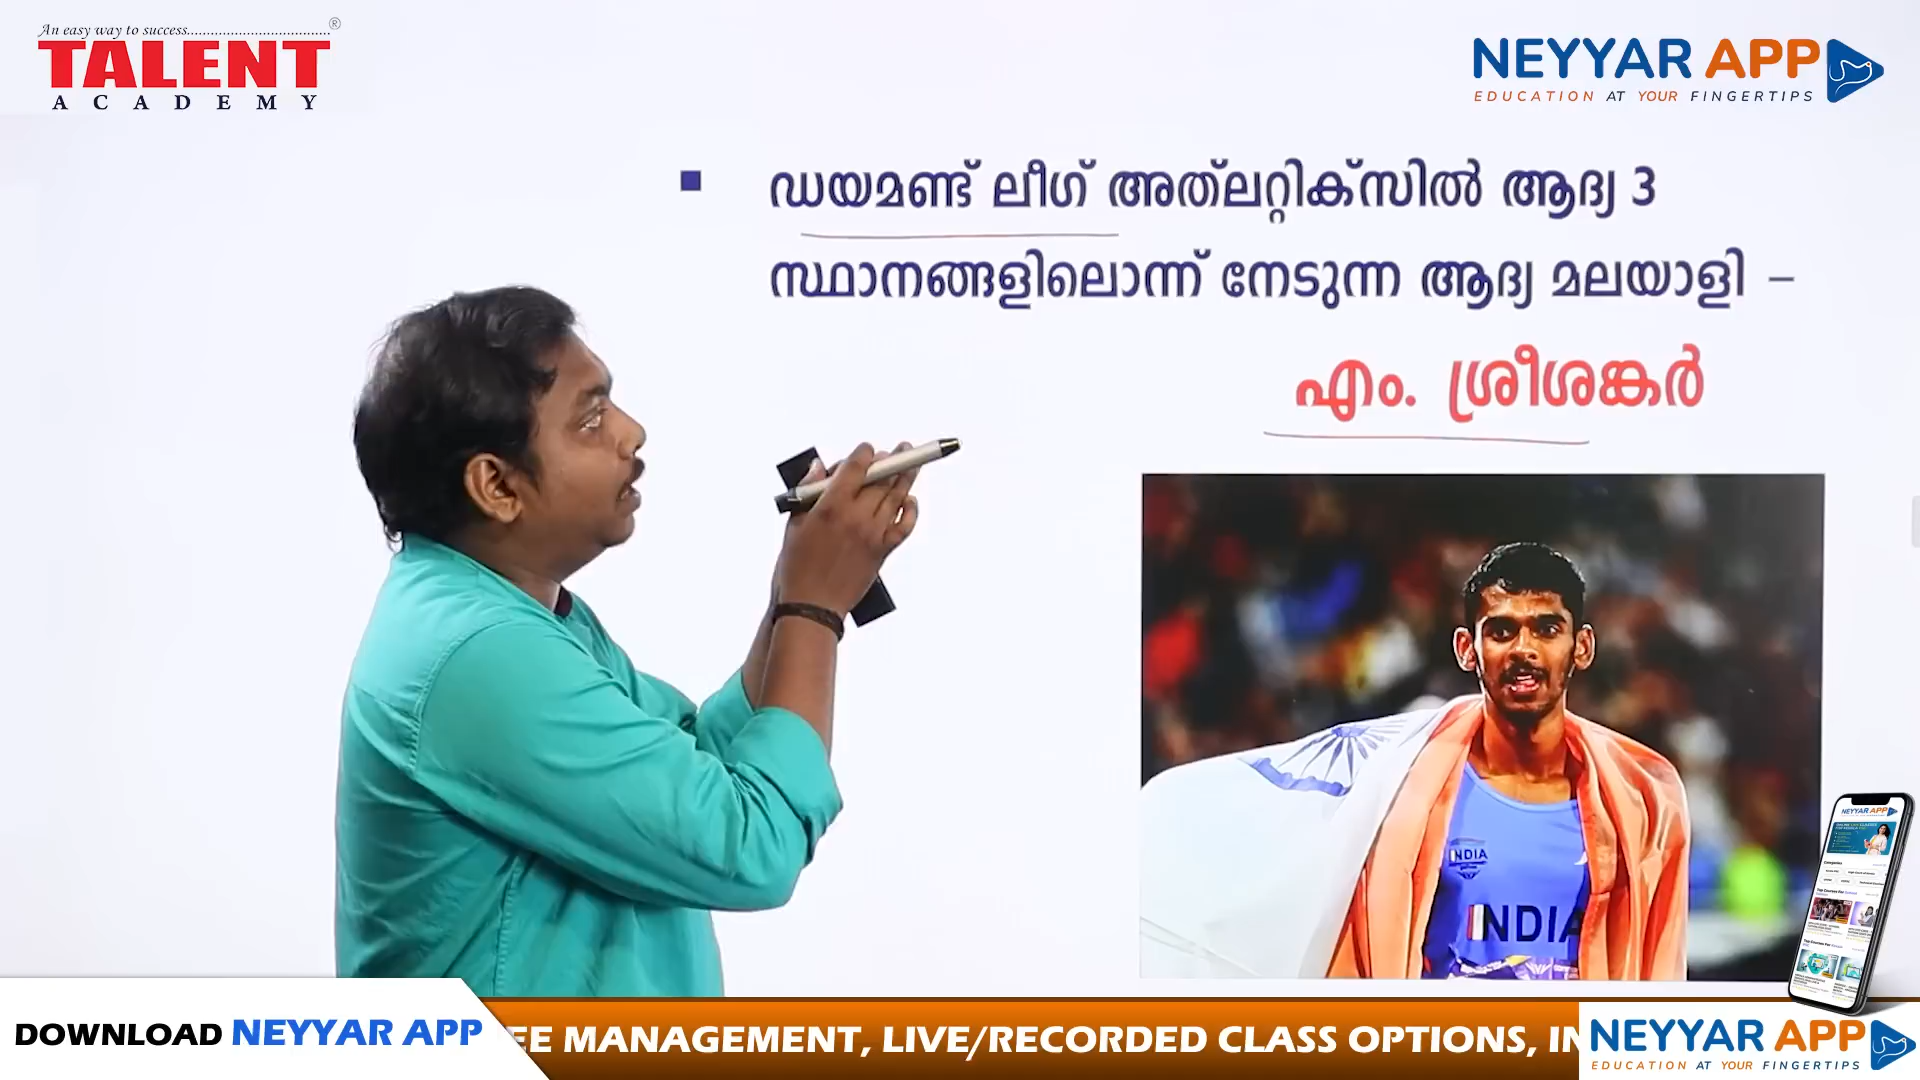 An easy way to success
TALENT
ACADEMY
NEYYAR APP
EDUCATION AT YOUR FINGERTIPS
ഡയമണ്ട് ലീഗ് അത്‌ലറ്റിക്സിൽ ആദ്യ 3
സ്ഥാനങ്ങളിലൊന്ന് നേടുന്ന ആദ്യ മലയാളി –
എം. ശ്രീശങ്കർ
INDIA
INDIA
NEYYAR APP
DOWNLOAD NEYYAR APP
EE MANAGEMENT, LIVE/RECORDED CLASS OPTIONS, IN
NEYYAR APP
EDUCATION AT YOUR FINGERTIPS